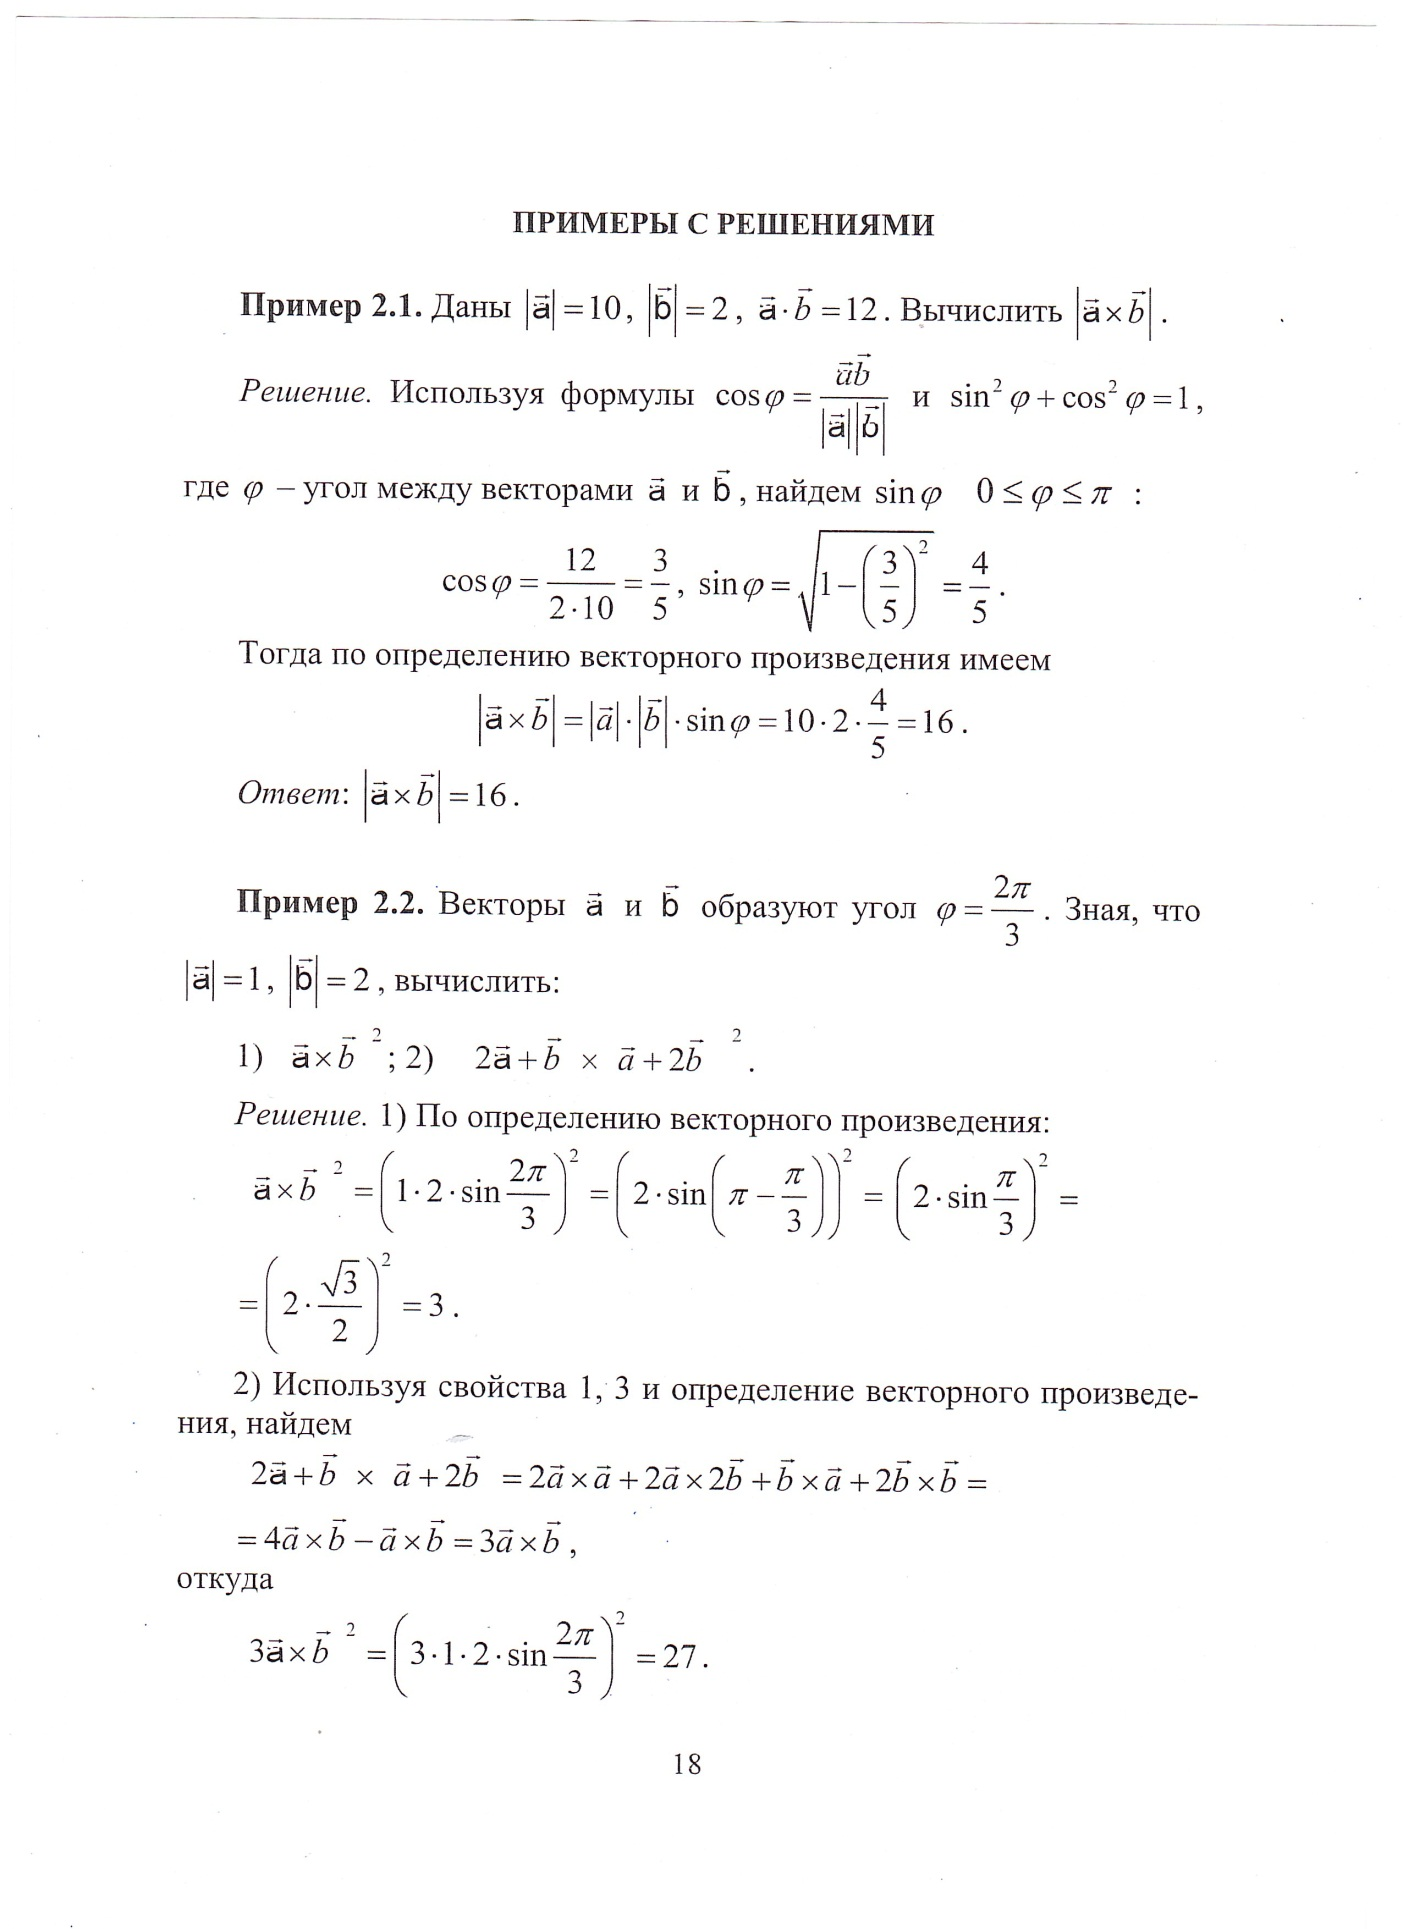 ПРИМЕРЫ С РЕШЕНИЯМИ
Пример 2.1. Даны |a⃗| = 10, |b⃗| = 2, a⃗ · b⃗ = 12. Вычислить |a⃗ × b⃗|.
Решение. Используя формулы cos φ = a⃗b⃗ / |a⃗||b⃗| и sin² φ + cos² φ = 1,
где φ – угол между векторами a⃗ и b⃗, найдем sin φ 0 ≤ φ ≤ π :
cos φ = 12/(2·10) = 3/5, sin φ = √(1 − (3/5)²) = 4/5.
Тогда по определению векторного произведения имеем
|a⃗ × b⃗| = |a⃗| · |b⃗| · sin φ = 10 · 2 · 4/5 = 16.
Ответ: |a⃗ × b⃗| = 16.
Пример 2.2. Векторы a⃗ и b⃗ образуют угол φ = 2π/3. Зная, что
|a⃗| = 1, |b⃗| = 2, вычислить:
1) a⃗ × b⃗ ²; 2) 2a⃗ + b⃗ × a⃗ + 2b⃗ ².
Решение. 1) По определению векторного произведения:
a⃗ × b⃗ ² = (1 · 2 · sin 2π/3)² = (2 · sin(π − π/3))² = (2 · sin π/3)² =
= (2 · √3/2)² = 3.
2) Используя свойства 1, 3 и определение векторного произведе-
ния, найдем
2a⃗ + b⃗ × a⃗ + 2b⃗ = 2a⃗ × a⃗ + 2a⃗ × 2b⃗ + b⃗ × a⃗ + 2b⃗ × b⃗ =
= 4a⃗ × b⃗ − a⃗ × b⃗ = 3a⃗ × b⃗,
откуда
3a⃗ × b⃗ ² = (3 · 1 · 2 · sin 2π/3)² = 27.
18